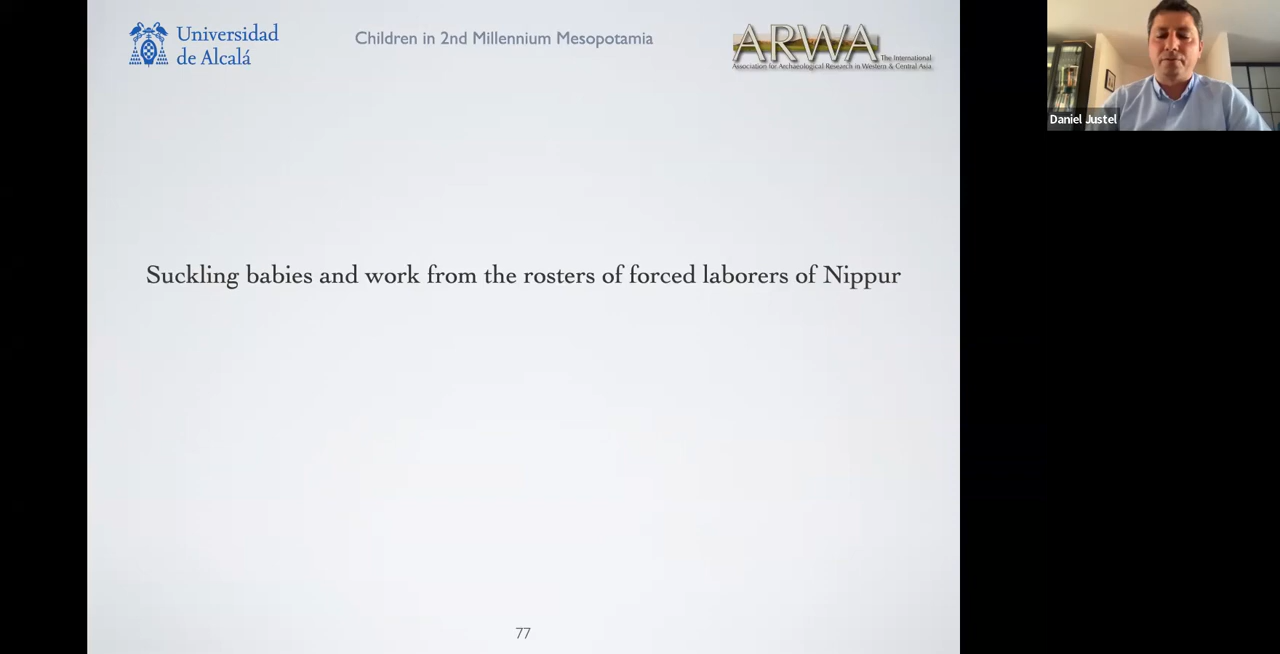 Universidad
de Alcalá
Children in 2nd Millennium Mesopotamia
ARWA
The International
Association for Archaeological Research in Western & Central Asia
Daniel Justel
Suckling babies and work from the rosters of forced laborers of Nippur
77